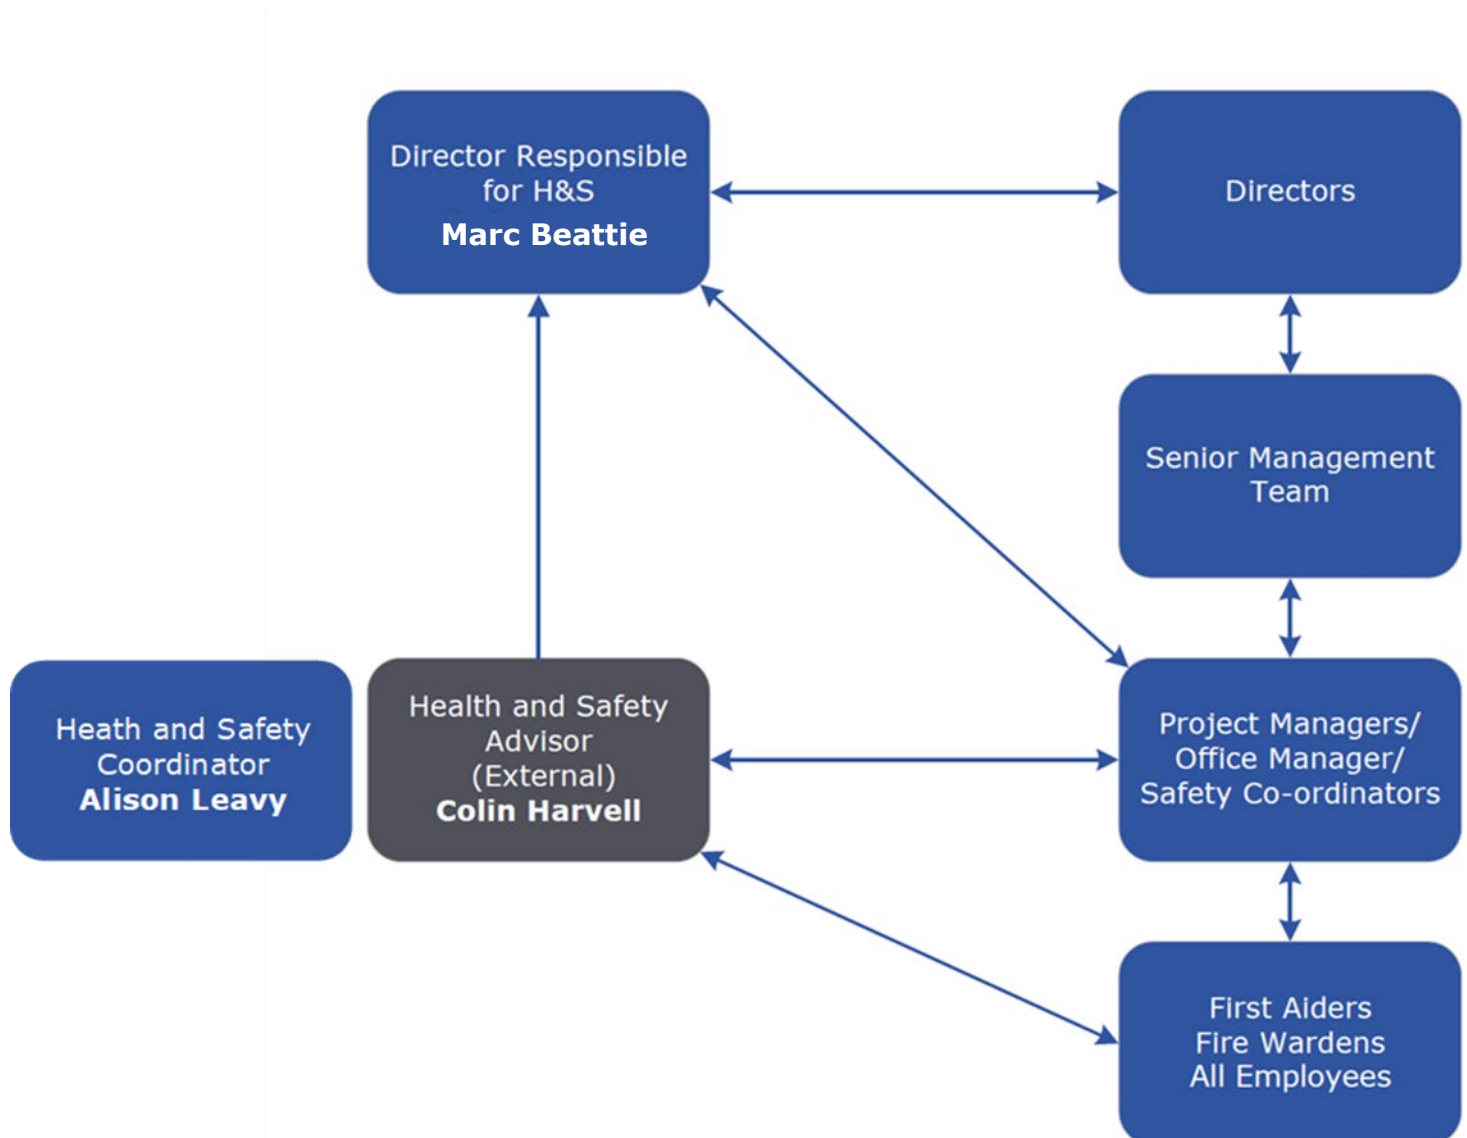 Director Responsible
for H&S
Marc Beattie
Directors
Senior Management
Team
Heath and Safety
Coordinator
Alison Leavy
Health and Safety
Advisor
(External)
Colin Harvell
Project Managers/
Office Manager/
Safety Co-ordinators
First Aiders
Fire Wardens
All Employees